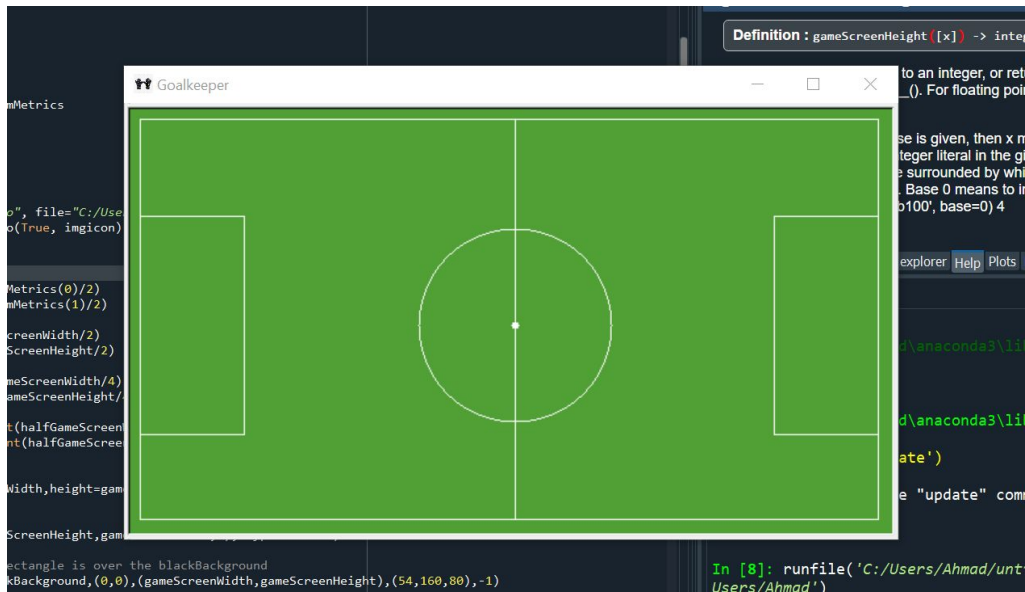 Definition : gameScreenHeight([x]) -> integ
Goalkeeper
to an integer, or retu
_(). For floating poin
mMetrics
se is given, then x m
teger literal in the gi
e surrounded by whi
. Base 0 means to in
b100', base=0) 4
o", file="C:/Use
o(True, imgicon)
explorer Help Plots
Metrics(0)/2)
mMetrics(1)/2)
creenWidth/2)
ScreenHeight/2)
d\anaconda3\li
meScreenWidth/4)
ameScreenHeight/
t(halfGameScreen
nt(halfGameScree
d\anaconda3\li
ate')
Width,height=gam
e "update" com
ScreenHeight,gam
ectangle is over the blackBackground
kBackground,(0,0),(gameScreenWidth,gameScreenHeight),(54,160,80),-1)
In [8]: runfile('C:/Users/Ahmad/unt
Users/Ahmad')